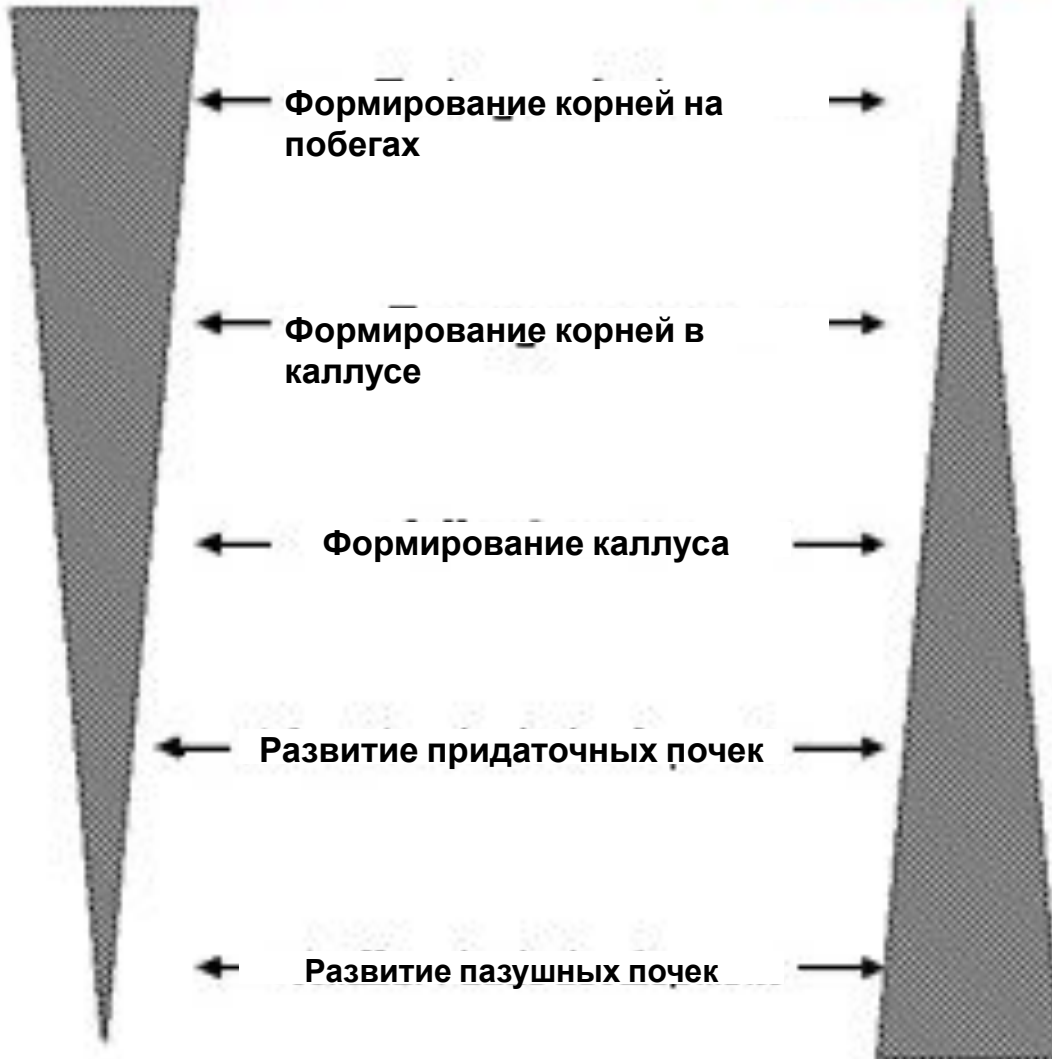 Формирование корней на
побегах
Формирование корней в
каллусе
Формирование каллуса
Развитие придаточных почек
Развитие пазушных почек